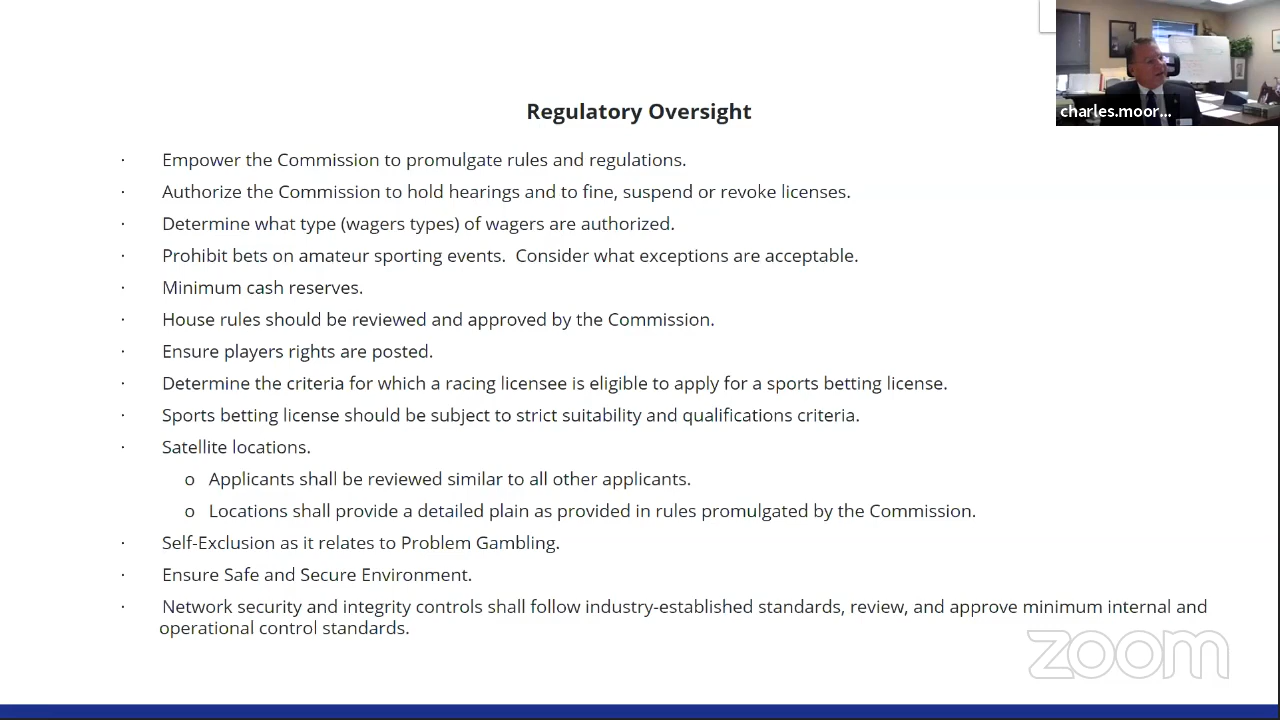 charles.moor...
Regulatory Oversight
· Empower the Commission to promulgate rules and regulations.
· Authorize the Commission to hold hearings and to fine, suspend or revoke licenses.
· Determine what type (wagers types) of wagers are authorized.
· Prohibit bets on amateur sporting events.  Consider what exceptions are acceptable.
· Minimum cash reserves.
· House rules should be reviewed and approved by the Commission.
· Ensure players rights are posted.
· Determine the criteria for which a racing licensee is eligible to apply for a sports betting license.
· Sports betting license should be subject to strict suitability and qualifications criteria.
· Satellite locations.
o Applicants shall be reviewed similar to all other applicants.
o Locations shall provide a detailed plain as provided in rules promulgated by the Commission.
· Self-Exclusion as it relates to Problem Gambling.
· Ensure Safe and Secure Environment.
· Network security and integrity controls shall follow industry-established standards, review, and approve minimum internal and
operational control standards.
zoom